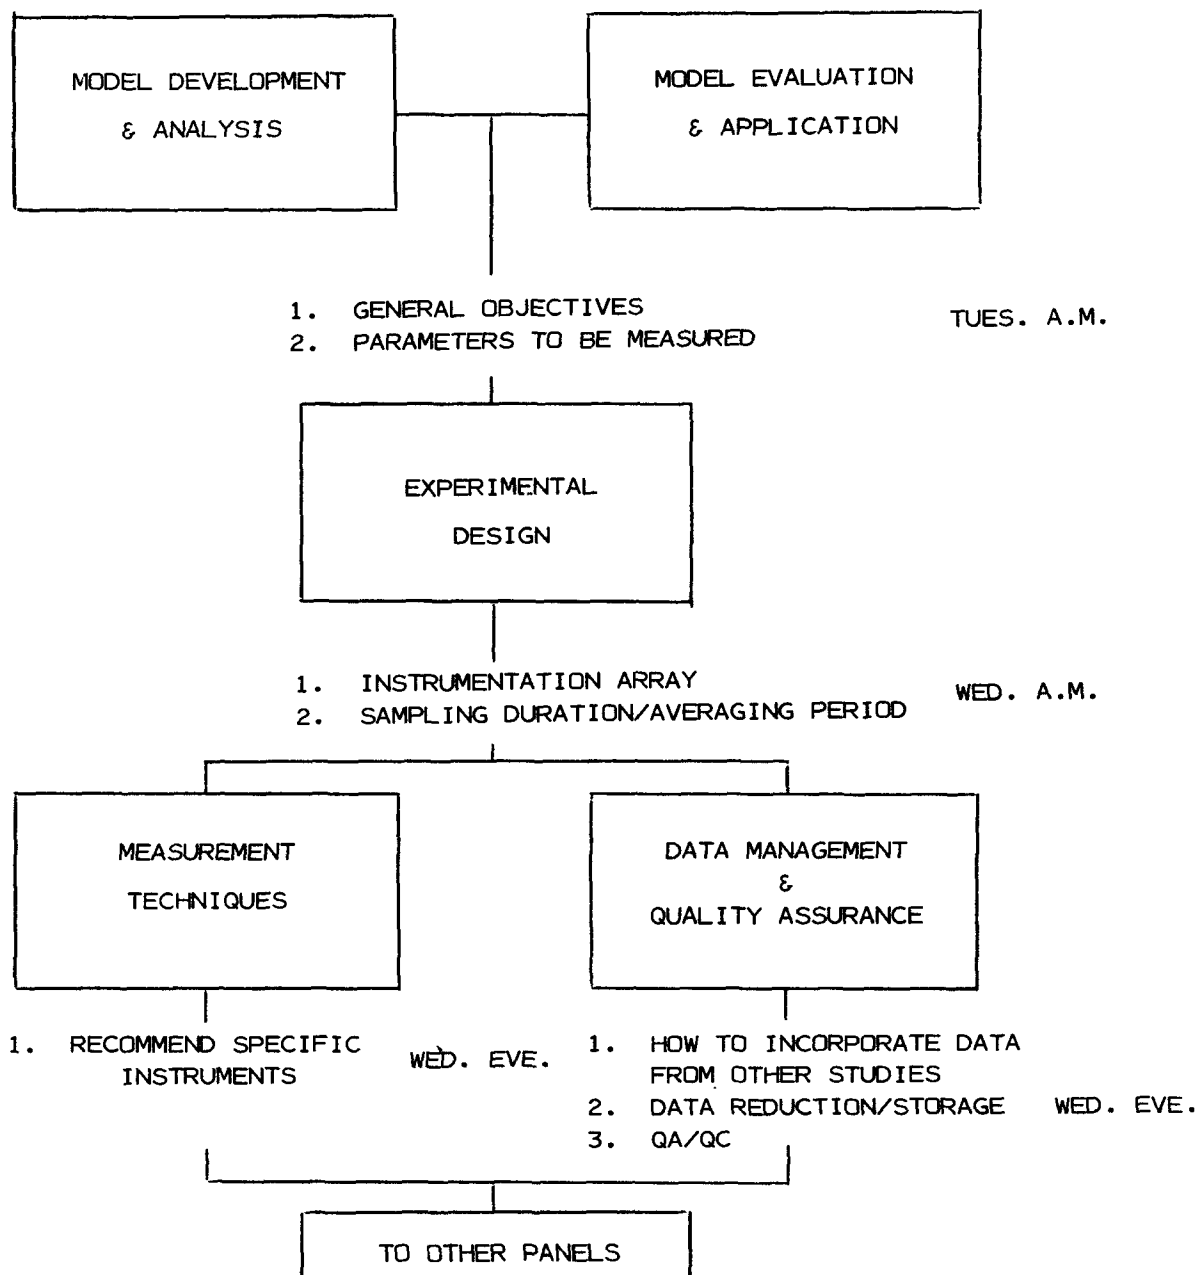 MODEL DEVELOPMENT
& ANALYSIS
MODEL EVALUATION
& APPLICATION
1. GENERAL OBJECTIVES
2. PARAMETERS TO BE MEASURED
TUES. A.M.
EXPERIMENTAL
DESIGN
1. INSTRUMENTATION ARRAY
2. SAMPLING DURATION/AVERAGING PERIOD
WED. A.M.
MEASUREMENT
TECHNIQUES
DATA MANAGEMENT
&
QUALITY ASSURANCE
1. RECOMMEND SPECIFIC
INSTRUMENTS
WED. EVE.
1. HOW TO INCORPORATE DATA
FROM OTHER STUDIES
2. DATA REDUCTION/STORAGE WED. EVE.
3. QA/QC
TO OTHER PANELS